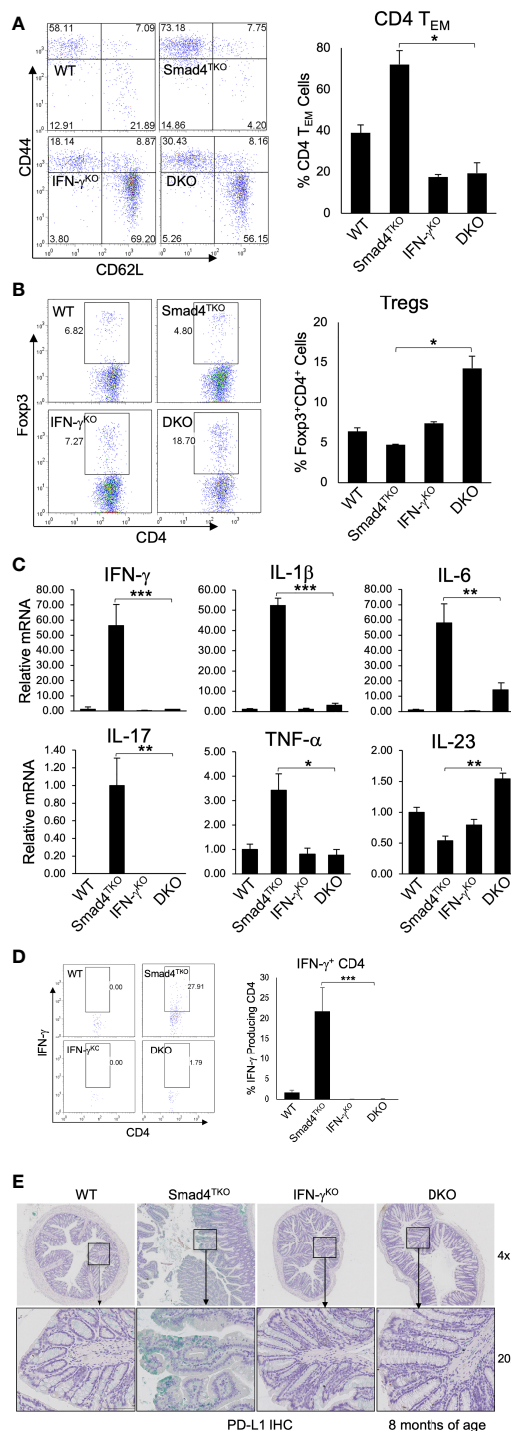 A
58.11 7.09 73.18 7.75
WT Smad4TKO
12.91 21.89 14.86 4.20
18.14 8.87 30.43 8.16
IFN-γKO DKO
3.80 69.20 5.26 56.15
CD44
CD62L
CD4 TEM
% CD4 TEM Cells
80
60
40
20
0
*
WT Smad4TKO IFN-γKO DKO
B
WT Smad4TKO
6.82 4.80
IFN-γKO DKO
7.27 18.70
Foxp3
CD4
Tregs
% Foxp3+CD4+ Cells
20
15
10
5
0
*
WT Smad4TKO IFN-γKO DKO
C
IFN-γ IL-1β IL-6
Relative mRNA
80.00 60.00 80.00
70.00 50.00 70.00
60.00 40.00 60.00
50.00 30.00 50.00
40.00 20.00 40.00
30.00 10.00 30.00
20.00 0.00 20.00
10.00 10.00
0.00 0.00
*** *** **
IL-17 TNF-α IL-23
Relative mRNA
1.40 5.00 2.00
1.20 4.00 1.50
1.00 3.00 1.00
0.80 2.00 0.50
0.60 1.00 0.00
0.40 0.00
0.20
0.00
** * **
WT Smad4TKO IFN-γKO DKO WT Smad4TKO IFN-γKO DKO WT Smad4TKO IFN-γKO DKO
D
WT Smad4TKO
0.00 27.91
IFN-γKC DKO
0.00 1.79
IFN-γ
CD4
IFN-γ+ CD4
% IFN-γ Producing CD4
30
25
20
15
10
5
0
***
WT Smad4TKO IFN-γKO DKO
E
WT Smad4TKO IFN-γKO DKO
4x
20
PD-L1 IHC 8 months of age